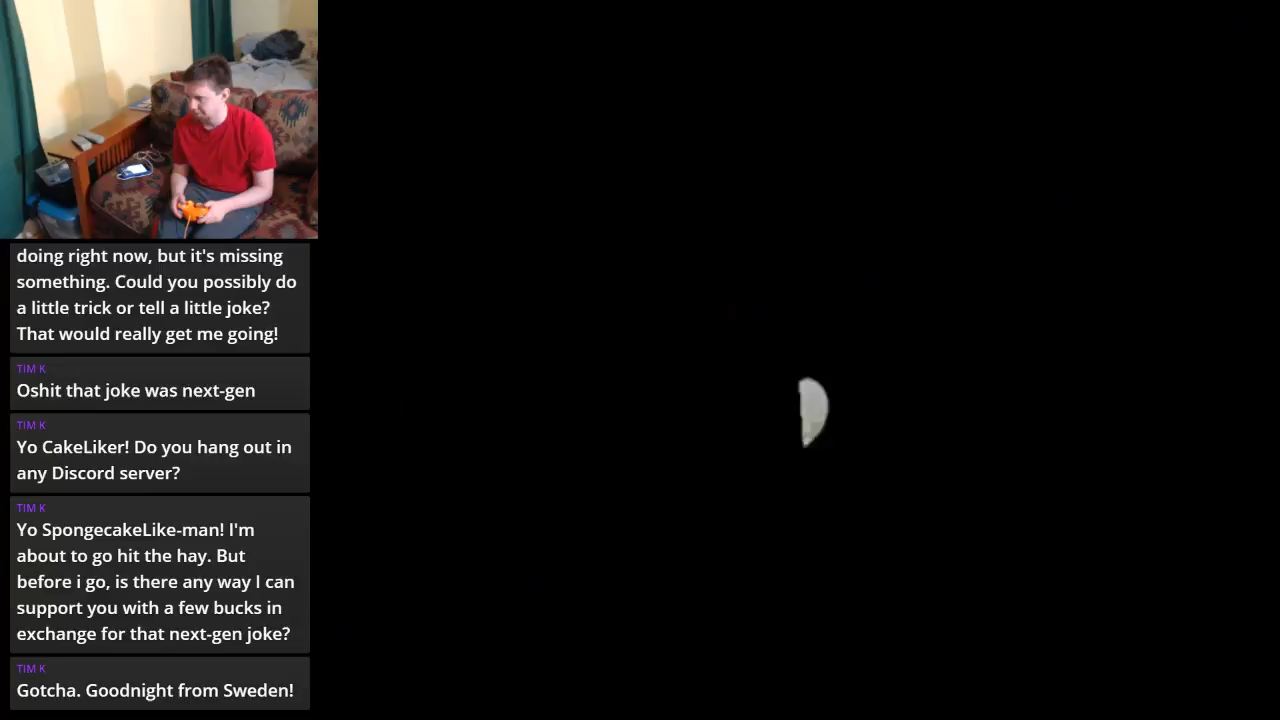 doing right now, but it's missing
something. Could you possibly do
a little trick or tell a little joke?
That would really get me going!
TIM K
Oshit that joke was next-gen
TIM K
Yo CakeLiker! Do you hang out in
any Discord server?
TIM K
Yo SpongecakeLike-man! I'm
about to go hit the hay. But
before i go, is there any way I can
support you with a few bucks in
exchange for that next-gen joke?
TIM K
Gotcha. Goodnight from Sweden!